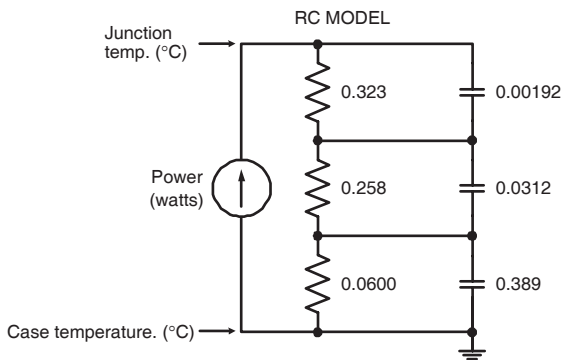 RC MODEL
Junction
temp. (°C)
0.323
0.00192
Power
(watts)
0.258
0.0312
0.0600
0.389
Case temperature. (°C)